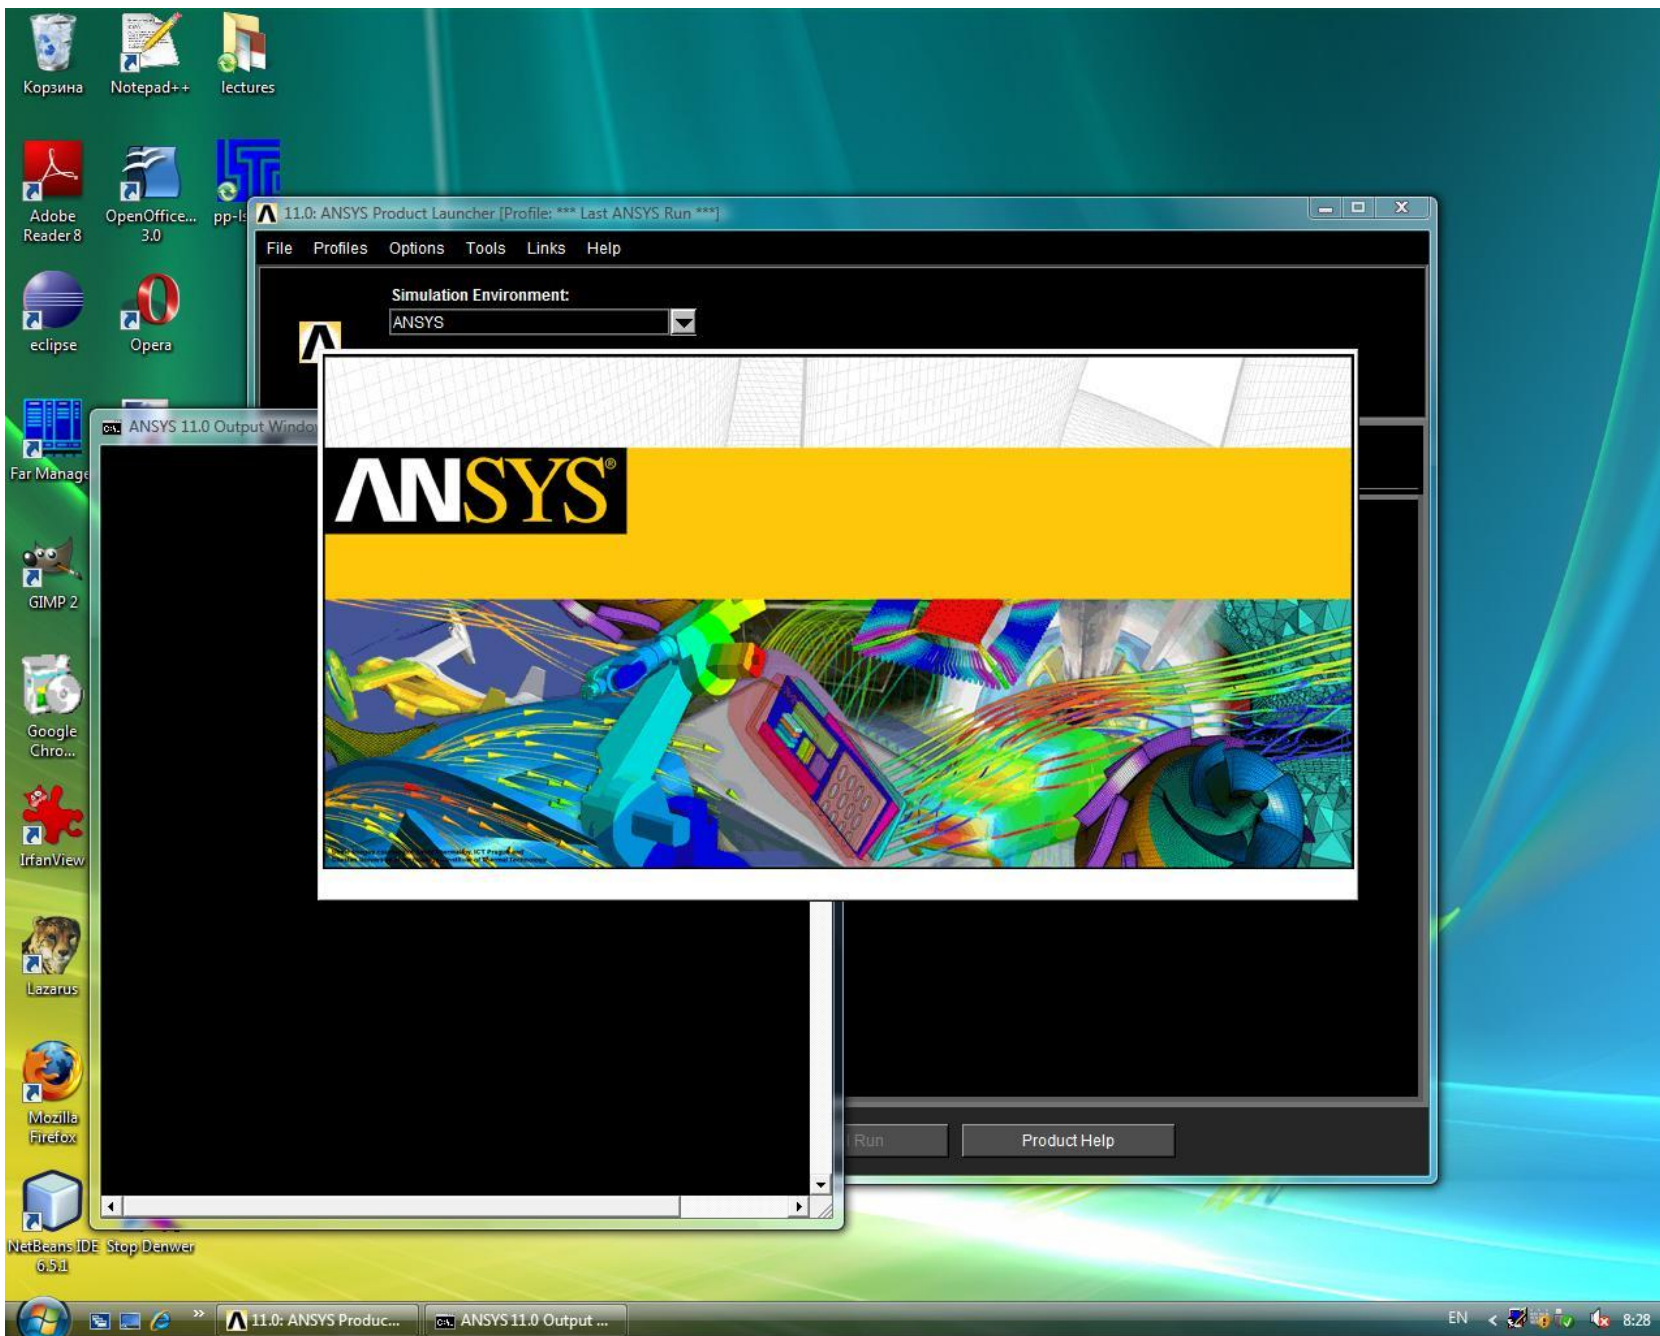 Корзина
Notepad++
lectures
Adobe
Reader 8
OpenOffice...
3.0
pp-ls
eclipse
Opera
Far Manage
GIMP 2
Google
Chro...
IrfanView
Lazarus
Mozilla
Firefox
NetBeans IDE
6.5.1
Stop Denwer
11.0: ANSYS Product Launcher [Profile: *** Last ANSYS Run ***]
File Profiles Options Tools Links Help
Simulation Environment:
ANSYS
ANSYS 11.0 Output Window
ANSYS®
Run
Product Help
11.0: ANSYS Produc...
ANSYS 11.0 Output ...
EN
8:28